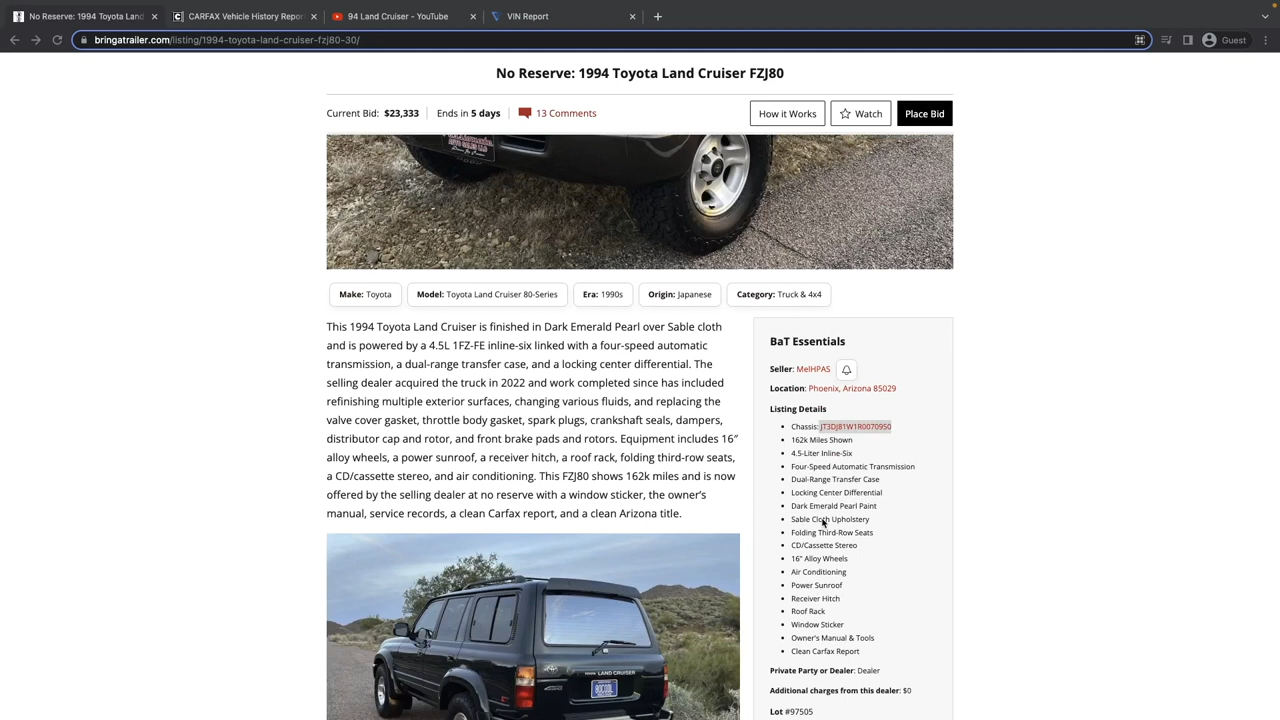 No Reserve: 1994 Toyota Land
CARFAX Vehicle History Repor
94 Land Cruiser - YouTube
VIN Report
bringatrailer.com/listing/1994-toyota-land-cruiser-fzj80-30/
Guest
No Reserve: 1994 Toyota Land Cruiser FZJ80
Current Bid: $23,333 Ends in 5 days 13 Comments
How it Works Watch Place Bid
AUTO SALES LLC
Make: Toyota Model: Toyota Land Cruiser 80-Series Era: 1990s Origin: Japanese Category: Truck & 4x4
This 1994 Toyota Land Cruiser is finished in Dark Emerald Pearl over Sable cloth
and is powered by a 4.5L 1FZ-FE inline-six linked with a four-speed automatic
transmission, a dual-range transfer case, and a locking center differential. The
selling dealer acquired the truck in 2022 and work completed since has included
refinishing multiple exterior surfaces, changing various fluids, and replacing the
valve cover gasket, throttle body gasket, spark plugs, crankshaft seals, dampers,
distributor cap and rotor, and front brake pads and rotors. Equipment includes 16″
alloy wheels, a power sunroof, a receiver hitch, a roof rack, folding third-row seats,
a CD/cassette stereo, and air conditioning. This FZJ80 shows 162k miles and is now
offered by the selling dealer at no reserve with a window sticker, the owner's
manual, service records, a clean Carfax report, and a clean Arizona title.
LAND CRUISER
BaT Essentials
Seller: MelHPAS
Location: Phoenix, Arizona 85029
Listing Details
Chassis: JT3DJ81W1R0070950
162k Miles Shown
4.5-Liter Inline-Six
Four-Speed Automatic Transmission
Dual-Range Transfer Case
Locking Center Differential
Dark Emerald Pearl Paint
Sable Cloth Upholstery
Folding Third-Row Seats
CD/Cassette Stereo
16" Alloy Wheels
Air Conditioning
Power Sunroof
Receiver Hitch
Roof Rack
Window Sticker
Owner's Manual & Tools
Clean Carfax Report
Private Party or Dealer: Dealer
Additional charges from this dealer: $0
Lot #97505